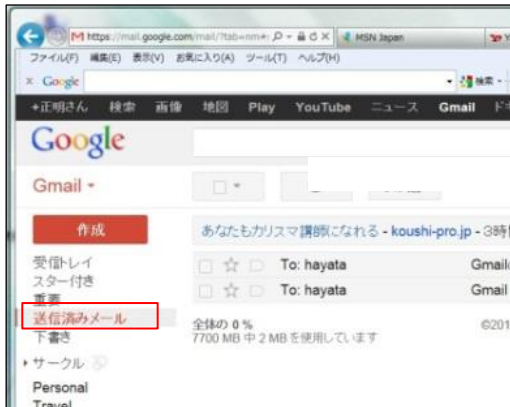 https://mail.google.com/mail/?tab=wm#
MSN Japan
ファイル(F) 編集(E) 表示(V) お気に入り(A) ツール(T) ヘルプ(H)
× Google 検索
+正明さん 検索 画像 地図 Play YouTube ニュース Gmail
Google
Gmail
作成
あなたもカリスマ講師になれる - koushi-pro.jp - 3時
受信トレイ
To: hayata Gmail
スター付き
重要
To: hayata Gmail
送信済みメール
全体の 0 % ©201
下書き
7700 MB 中 2 MB を使用しています
サークル
Personal
Travel